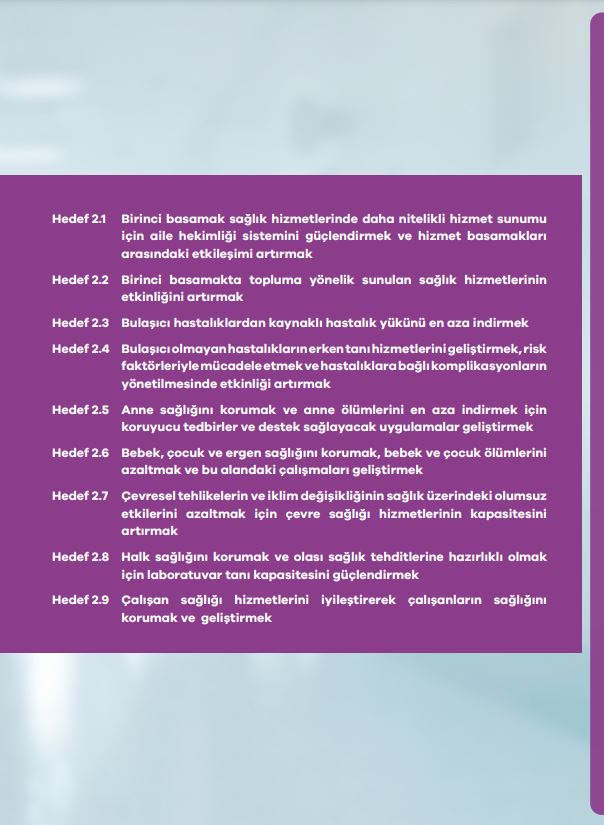 Hedef 2.1 Birinci basamak sağlık hizmetlerinde daha nitelikli hizmet sunumu
için aile hekimliği sistemini güçlendirmek ve hizmet basamakları
arasındaki etkileşimi artırmak
Hedef 2.2 Birinci basamakta topluma yönelik sunulan sağlık hizmetlerinin
etkinliğini artırmak
Hedef 2.3 Bulaşıcı hastalıklardan kaynaklı hastalık yükünü en aza indirmek
Hedef 2.4 Bulaşıcı olmayan hastalıkların erken tanı hizmetlerini geliştirmek, risk
faktörleriyle mücadele etmek ve hastalıklara bağlı komplikasyonların
yönetilmesinde etkinliği artırmak
Hedef 2.5 Anne sağlığını korumak ve anne ölümlerini en aza indirmek için
koruyucu tedbirler ve destek sağlayacak uygulamalar geliştirmek
Hedef 2.6 Bebek, çocuk ve ergen sağlığını korumak, bebek ve çocuk ölümlerini
azaltmak ve bu alandaki çalışmaları geliştirmek
Hedef 2.7 Çevresel tehlikelerin ve iklim değişikliğinin sağlık üzerindeki olumsuz
etkilerini azaltmak için çevre sağlığı hizmetlerinin kapasitesini
artırmak
Hedef 2.8 Halk sağlığını korumak ve olası sağlık tehditlerine hazırlıklı olmak
için laboratuvar tanı kapasitesini güçlendirmek
Hedef 2.9 Çalışan sağlığı hizmetlerini iyileştirerek çalışanların sağlığını
korumak ve geliştirmek